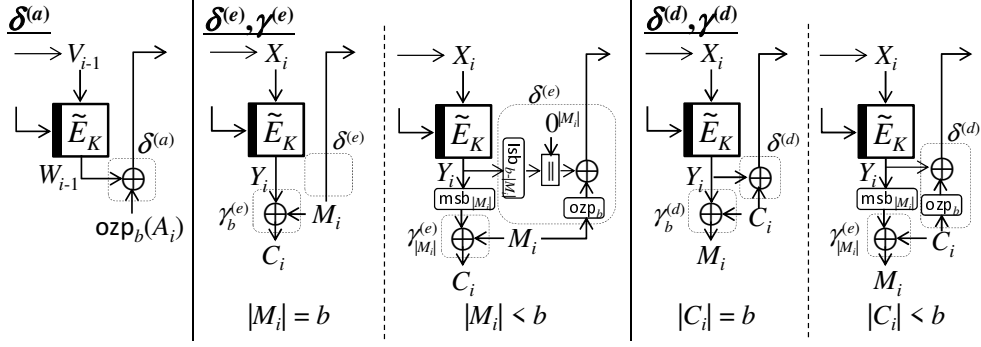 δ(a)
V_{i-1}
Ẽ_K
W_{i-1}
δ(a)
ozp_b(A_i)
δ(e),γ(e)
X_i
Ẽ_K
δ(e)
Y_i
γ_b^{(e)}
M_i
C_i
|M_i| = b
X_i
δ(e)
Ẽ_K
0^{|M_i|}
lsb_{b-|M_i|}
||
Y_i
msb_{|M_i|}
ozp_b
γ_{|M_i|}^{(e)}
M_i
C_i
|M_i| < b
δ(d),γ(d)
X_i
Ẽ_K
δ(d)
Y_i
γ_b^{(d)}
C_i
M_i
|C_i| = b
X_i
Ẽ_K
δ(d)
Y_i
msb_{|M_i|}
ozp_b
γ_{|M_i|}^{(e)}
C_i
M_i
|C_i| < b